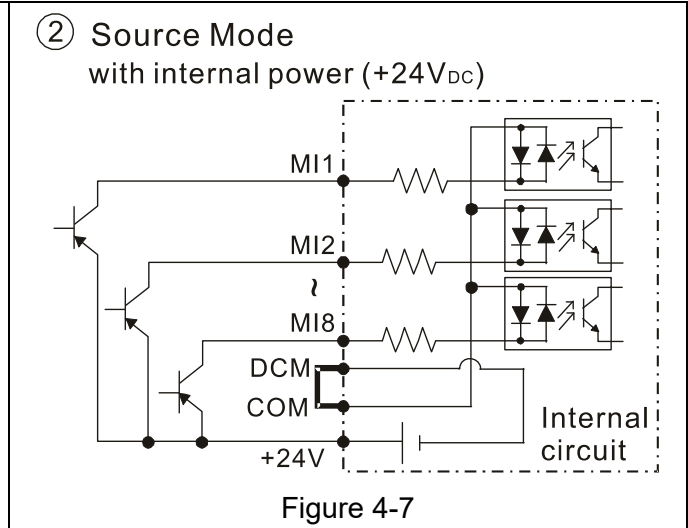 ② Source Mode
with internal power (+24VDC)
MI1
MI2
~
MI8
DCM
COM
+24V
Internal
circuit
Figure 4-7